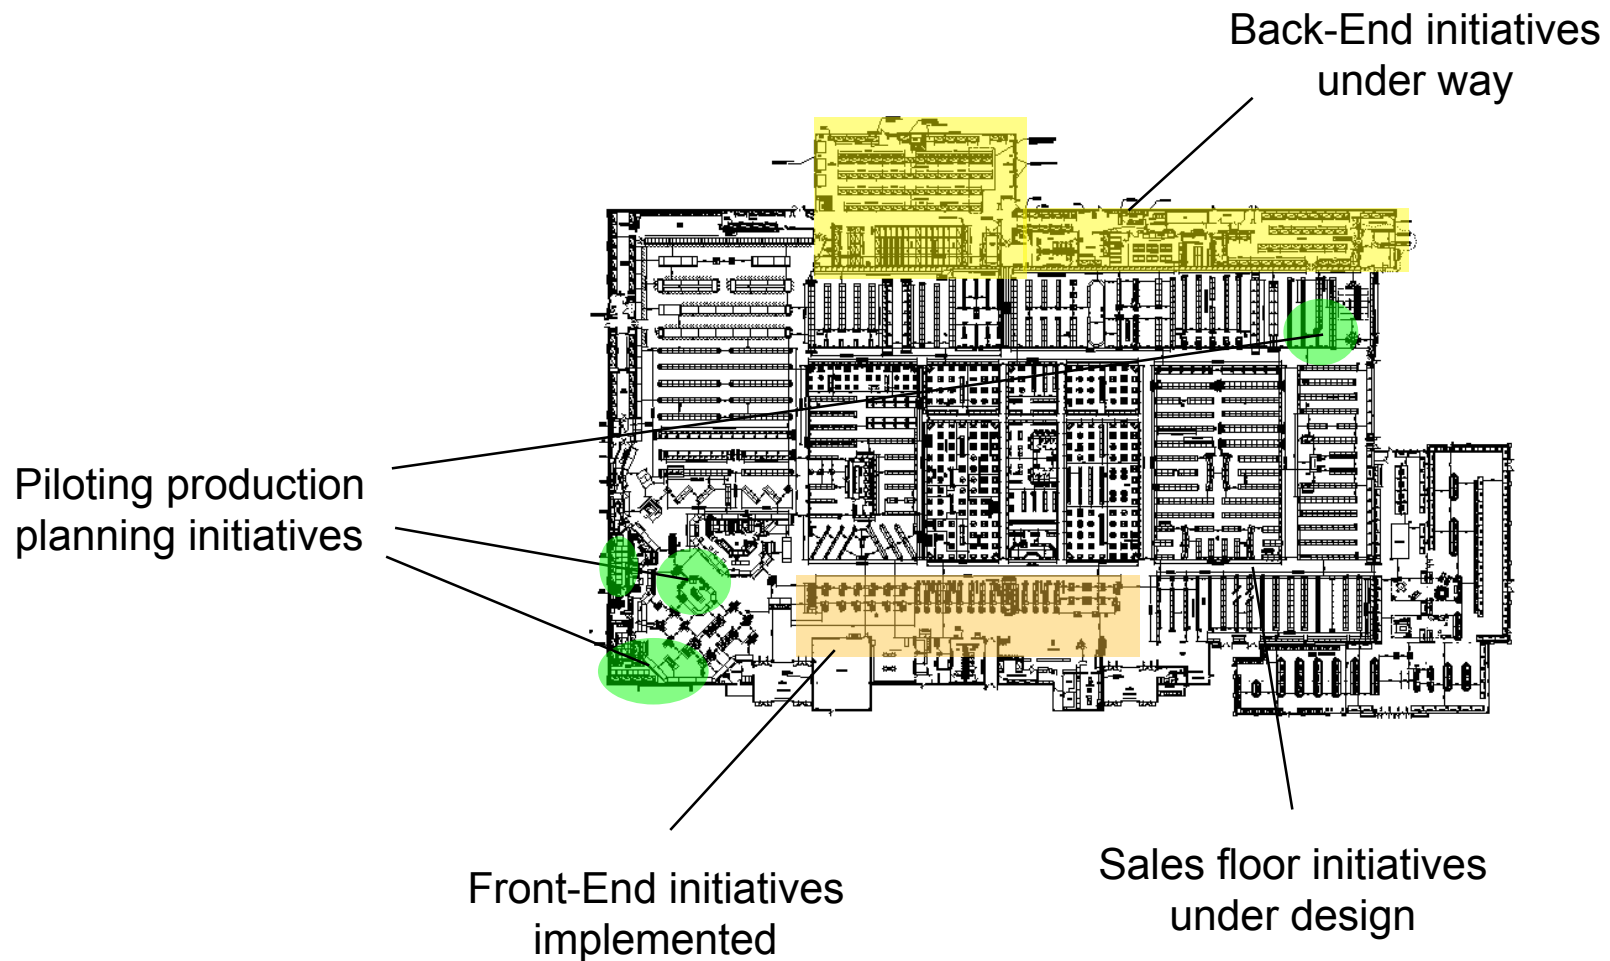 Back-End initiatives
under way
Piloting production
planning initiatives
Front-End initiatives
implemented
Sales floor initiatives
under design